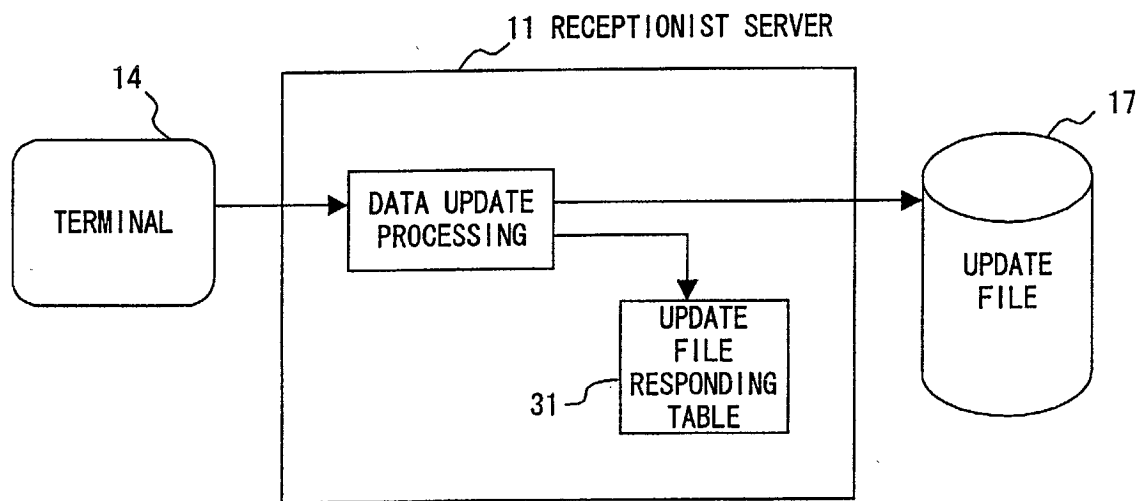 11 RECEPTIONIST SERVER
14
17
TERMINAL
DATA UPDATE
PROCESSING
UPDATE
FILE
UPDATE
FILE
RESPONDING
TABLE
31